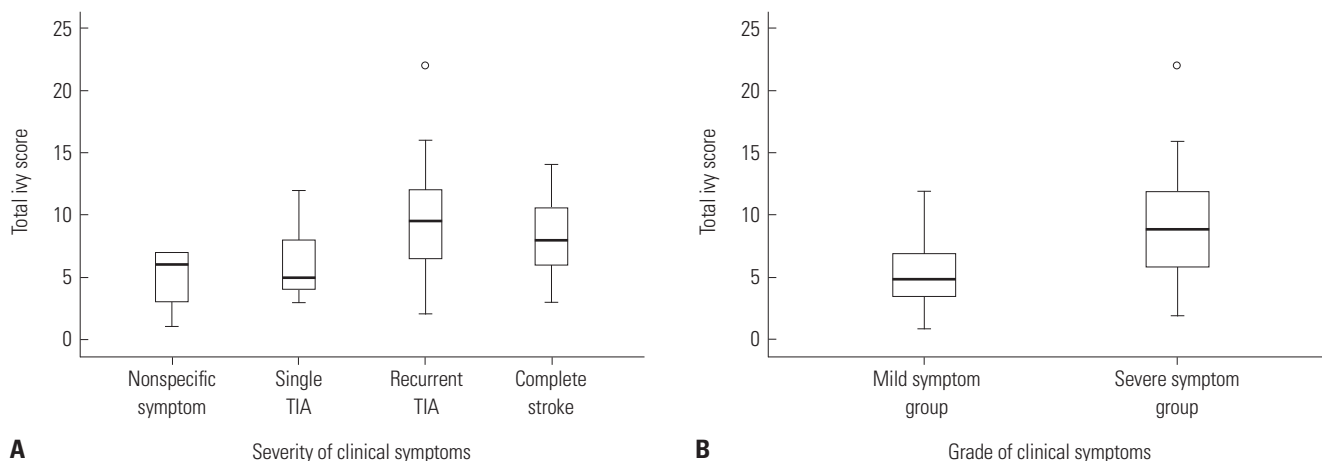 25
20
15
10
5
0
Total ivy score
Nonspecific
symptom
Single
TIA
Recurrent
TIA
Complete
stroke
A
Severity of clinical symptoms
25
20
15
10
5
0
Total ivy score
Mild symptom
group
Severe symptom
group
B
Grade of clinical symptoms